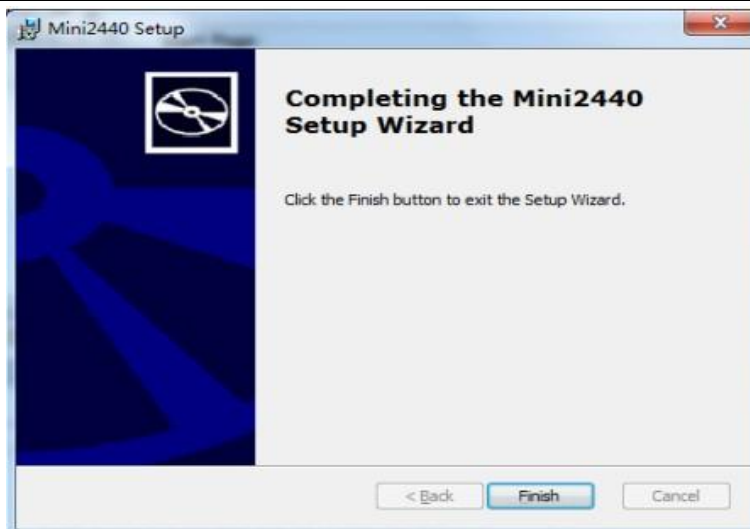 Mini2440 Setup
Completing the Mini2440
Setup Wizard
Click the Finish button to exit the Setup Wizard.
< Back
Finish
Cancel